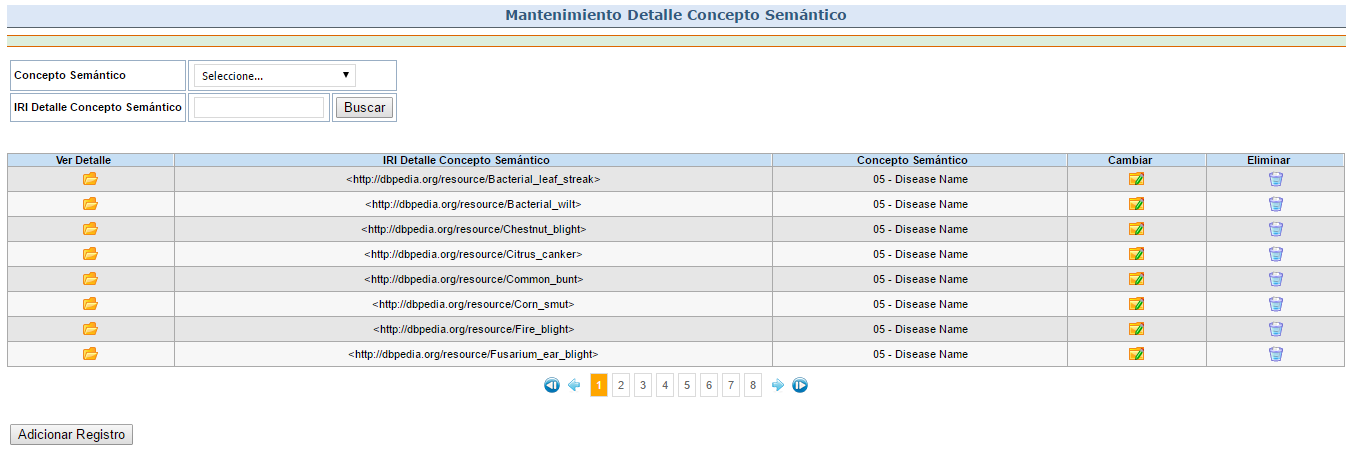 Mantenimiento Detalle Concepto Semántico
Concepto Semántico Seleccione...
IRI Detalle Concepto Semántico Buscar
Ver Detalle IRI Detalle Concepto Semántico Concepto Semántico Cambiar Eliminar
<http://dbpedia.org/resource/Bacterial_leaf_streak> 05 - Disease Name
<http://dbpedia.org/resource/Bacterial_wilt> 05 - Disease Name
<http://dbpedia.org/resource/Chestnut_blight> 05 - Disease Name
<http://dbpedia.org/resource/Citrus_canker> 05 - Disease Name
<http://dbpedia.org/resource/Common_bunt> 05 - Disease Name
<http://dbpedia.org/resource/Corn_smut> 05 - Disease Name
<http://dbpedia.org/resource/Fire_blight> 05 - Disease Name
<http://dbpedia.org/resource/Fusarium_ear_blight> 05 - Disease Name
1 2 3 4 5 6 7 8
Adicionar Registro